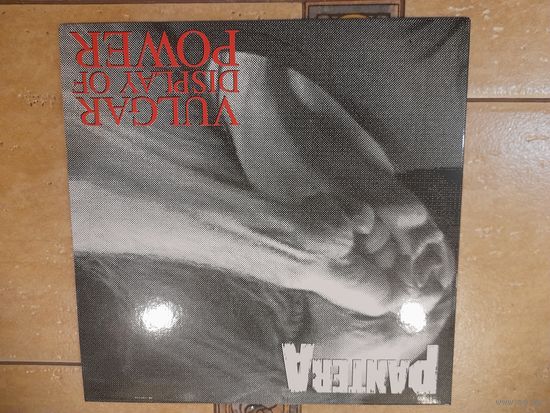 PANTERA
VULGAR
DISPLAY OF
POWER